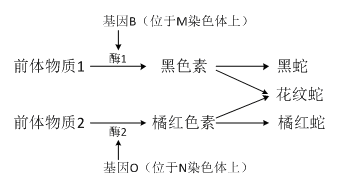 基因B（位于M染色体上）
酶1
前体物质1 黑色素 黑蛇
花纹蛇
前体物质2 橘红色素 橘红蛇
酶2
基因O（位于N染色体上）